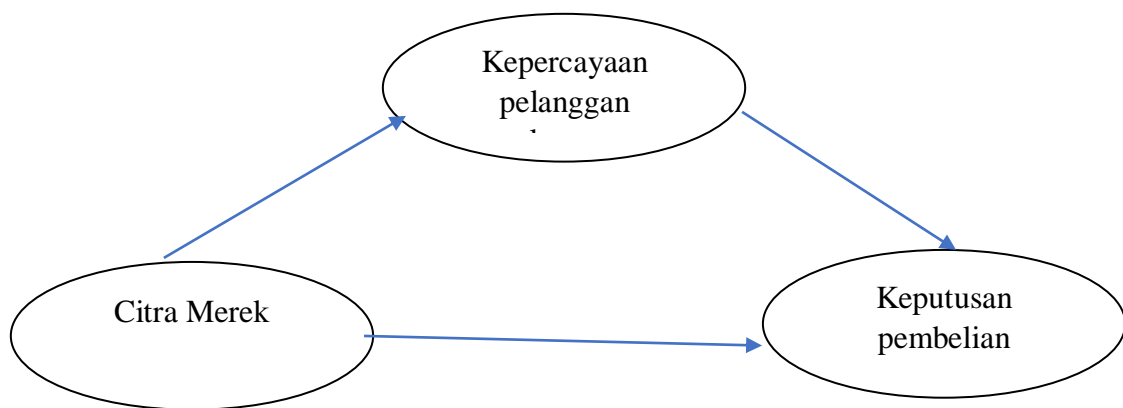 Kepercayaan
pelanggan
Citra Merek
Keputusan
pembelian